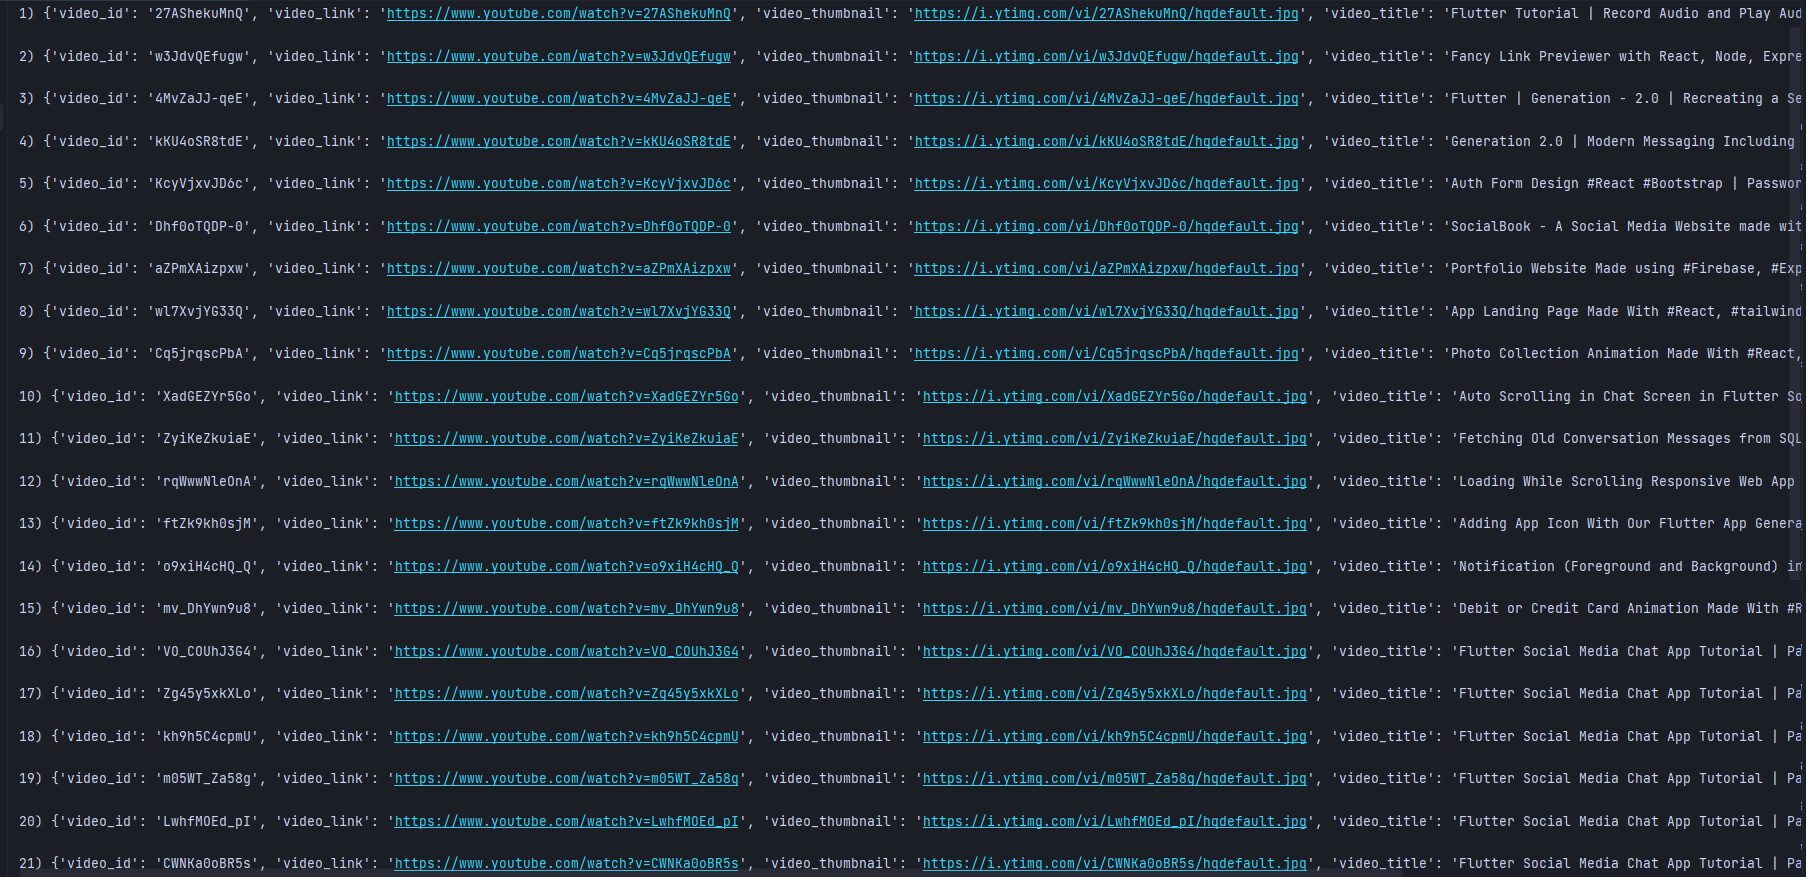 1) {'video_id': '27AShekuMnQ', 'video_link': 'https://www.youtube.com/watch?v=27AShekuMnQ', 'video_thumbnail': 'https://i.ytimg.com/vi/27AShekuMnQ/hqdefault.jpg', 'video_title': 'Flutter Tutorial | Record Audio and Play Aud
2) {'video_id': 'w3JdvQEfugw', 'video_link': 'https://www.youtube.com/watch?v=w3JdvQEfugw', 'video_thumbnail': 'https://i.ytimg.com/vi/w3JdvQEfugw/hqdefault.jpg', 'video_title': 'Fancy Link Previewer with React, Node, Expre
3) {'video_id': '4MvZaJJ-qeE', 'video_link': 'https://www.youtube.com/watch?v=4MvZaJJ-qeE', 'video_thumbnail': 'https://i.ytimg.com/vi/4MvZaJJ-qeE/hqdefault.jpg', 'video_title': 'Flutter | Generation - 2.0 | Recreating a Se
4) {'video_id': 'kKU4oSR8tdE', 'video_link': 'https://www.youtube.com/watch?v=kKU4oSR8tdE', 'video_thumbnail': 'https://i.ytimg.com/vi/kKU4oSR8tdE/hqdefault.jpg', 'video_title': 'Generation 2.0 | Modern Messaging Including
5) {'video_id': 'KcyVjxvJD6c', 'video_link': 'https://www.youtube.com/watch?v=KcyVjxvJD6c', 'video_thumbnail': 'https://i.ytimg.com/vi/KcyVjxvJD6c/hqdefault.jpg', 'video_title': 'Auth Form Design #React #Bootstrap | Passwor
6) {'video_id': 'Dhf0oTQDP-0', 'video_link': 'https://www.youtube.com/watch?v=Dhf0oTQDP-0', 'video_thumbnail': 'https://i.ytimg.com/vi/Dhf0oTQDP-0/hqdefault.jpg', 'video_title': 'SocialBook - A Social Media Website made wit
7) {'video_id': 'aZPmXAizpxw', 'video_link': 'https://www.youtube.com/watch?v=aZPmXAizpxw', 'video_thumbnail': 'https://i.ytimg.com/vi/aZPmXAizpxw/hqdefault.jpg', 'video_title': 'Portfolio Website Made using #Firebase, #Exp
8) {'video_id': 'wl7XvjYG33Q', 'video_link': 'https://www.youtube.com/watch?v=wl7XvjYG33Q', 'video_thumbnail': 'https://i.ytimg.com/vi/wl7XvjYG33Q/hqdefault.jpg', 'video_title': 'App Landing Page Made With #React, #tailwind
9) {'video_id': 'Cq5jrqscPbA', 'video_link': 'https://www.youtube.com/watch?v=Cq5jrqscPbA', 'video_thumbnail': 'https://i.ytimg.com/vi/Cq5jrqscPbA/hqdefault.jpg', 'video_title': 'Photo Collection Animation Made With #React,
10) {'video_id': 'XadGEZYr5Go', 'video_link': 'https://www.youtube.com/watch?v=XadGEZYr5Go', 'video_thumbnail': 'https://i.ytimg.com/vi/XadGEZYr5Go/hqdefault.jpg', 'video_title': 'Auto Scrolling in Chat Screen in Flutter So
11) {'video_id': 'ZyiKeZkuiaE', 'video_link': 'https://www.youtube.com/watch?v=ZyiKeZkuiaE', 'video_thumbnail': 'https://i.ytimg.com/vi/ZyiKeZkuiaE/hqdefault.jpg', 'video_title': 'Fetching Old Conversation Messages from SQL
12) {'video_id': 'rqWwwNleOnA', 'video_link': 'https://www.youtube.com/watch?v=rqWwwNleOnA', 'video_thumbnail': 'https://i.ytimg.com/vi/rqWwwNleOnA/hqdefault.jpg', 'video_title': 'Loading While Scrolling Responsive Web App
13) {'video_id': 'ftZk9kh0sjM', 'video_link': 'https://www.youtube.com/watch?v=ftZk9kh0sjM', 'video_thumbnail': 'https://i.ytimg.com/vi/ftZk9kh0sjM/hqdefault.jpg', 'video_title': 'Adding App Icon With Our Flutter App Genera
14) {'video_id': 'o9xiH4cHQ_Q', 'video_link': 'https://www.youtube.com/watch?v=o9xiH4cHQ_Q', 'video_thumbnail': 'https://i.ytimg.com/vi/o9xiH4cHQ_Q/hqdefault.jpg', 'video_title': 'Notification (Foreground and Background) in
15) {'video_id': 'mv_DhYwn9u8', 'video_link': 'https://www.youtube.com/watch?v=mv_DhYwn9u8', 'video_thumbnail': 'https://i.ytimg.com/vi/mv_DhYwn9u8/hqdefault.jpg', 'video_title': 'Debit or Credit Card Animation Made With #R
16) {'video_id': 'VO_COUhJ3G4', 'video_link': 'https://www.youtube.com/watch?v=VO_COUhJ3G4', 'video_thumbnail': 'https://i.ytimg.com/vi/VO_COUhJ3G4/hqdefault.jpg', 'video_title': 'Flutter Social Media Chat App Tutorial | Pa
17) {'video_id': 'Zg45y5xkXLo', 'video_link': 'https://www.youtube.com/watch?v=Zg45y5xkXLo', 'video_thumbnail': 'https://i.ytimg.com/vi/Zg45y5xkXLo/hqdefault.jpg', 'video_title': 'Flutter Social Media Chat App Tutorial | Pa
18) {'video_id': 'kh9h5C4cpmU', 'video_link': 'https://www.youtube.com/watch?v=kh9h5C4cpmU', 'video_thumbnail': 'https://i.ytimg.com/vi/kh9h5C4cpmU/hqdefault.jpg', 'video_title': 'Flutter Social Media Chat App Tutorial | Pa
19) {'video_id': 'm05WT_Za58g', 'video_link': 'https://www.youtube.com/watch?v=m05WT_Za58g', 'video_thumbnail': 'https://i.ytimg.com/vi/m05WT_Za58g/hqdefault.jpg', 'video_title': 'Flutter Social Media Chat App Tutorial | Pa
20) {'video_id': 'LwhfMOEd_pI', 'video_link': 'https://www.youtube.com/watch?v=LwhfMOEd_pI', 'video_thumbnail': 'https://i.ytimg.com/vi/LwhfMOEd_pI/hqdefault.jpg', 'video_title': 'Flutter Social Media Chat App Tutorial | Pa
21) {'video_id': 'CWNKa0oBR5s', 'video_link': 'https://www.youtube.com/watch?v=CWNKa0oBR5s', 'video_thumbnail': 'https://i.ytimg.com/vi/CWNKa0oBR5s/hqdefault.jpg', 'video_title': 'Flutter Social Media Chat App Tutorial | Pa